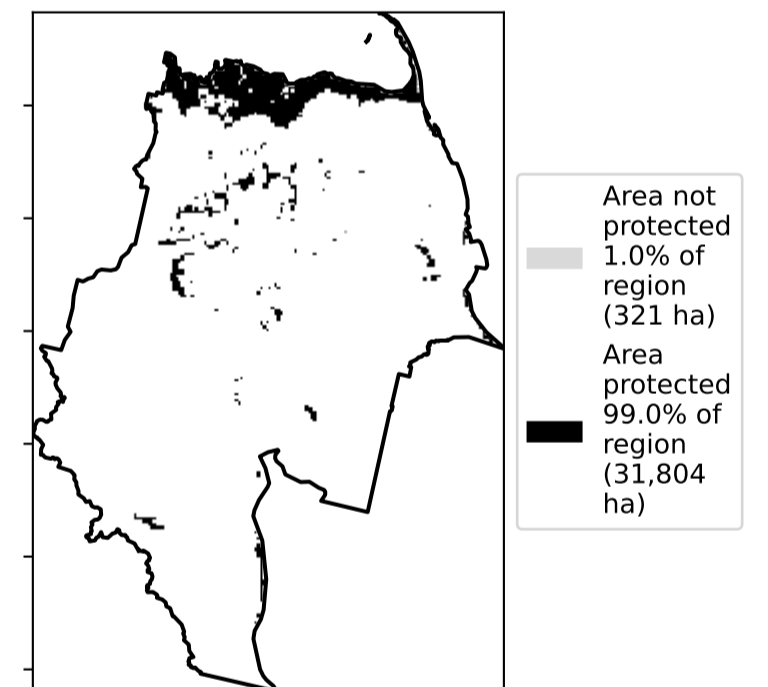 Area not
protected
1.0% of
region
(321 ha)
Area
protected
99.0% of
region
(31,804
ha)